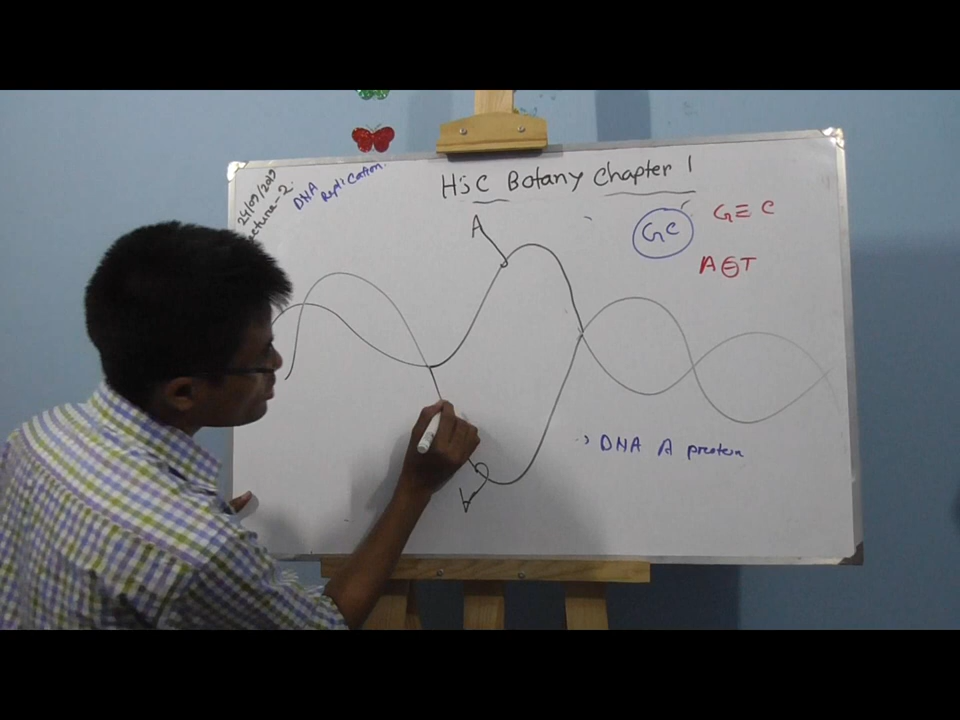 24/09/2019
Lecture-2.
DNA
Replication.
HSC Botany Chapter 1
GC
G≡C
A=T
A
b
DNA A protein